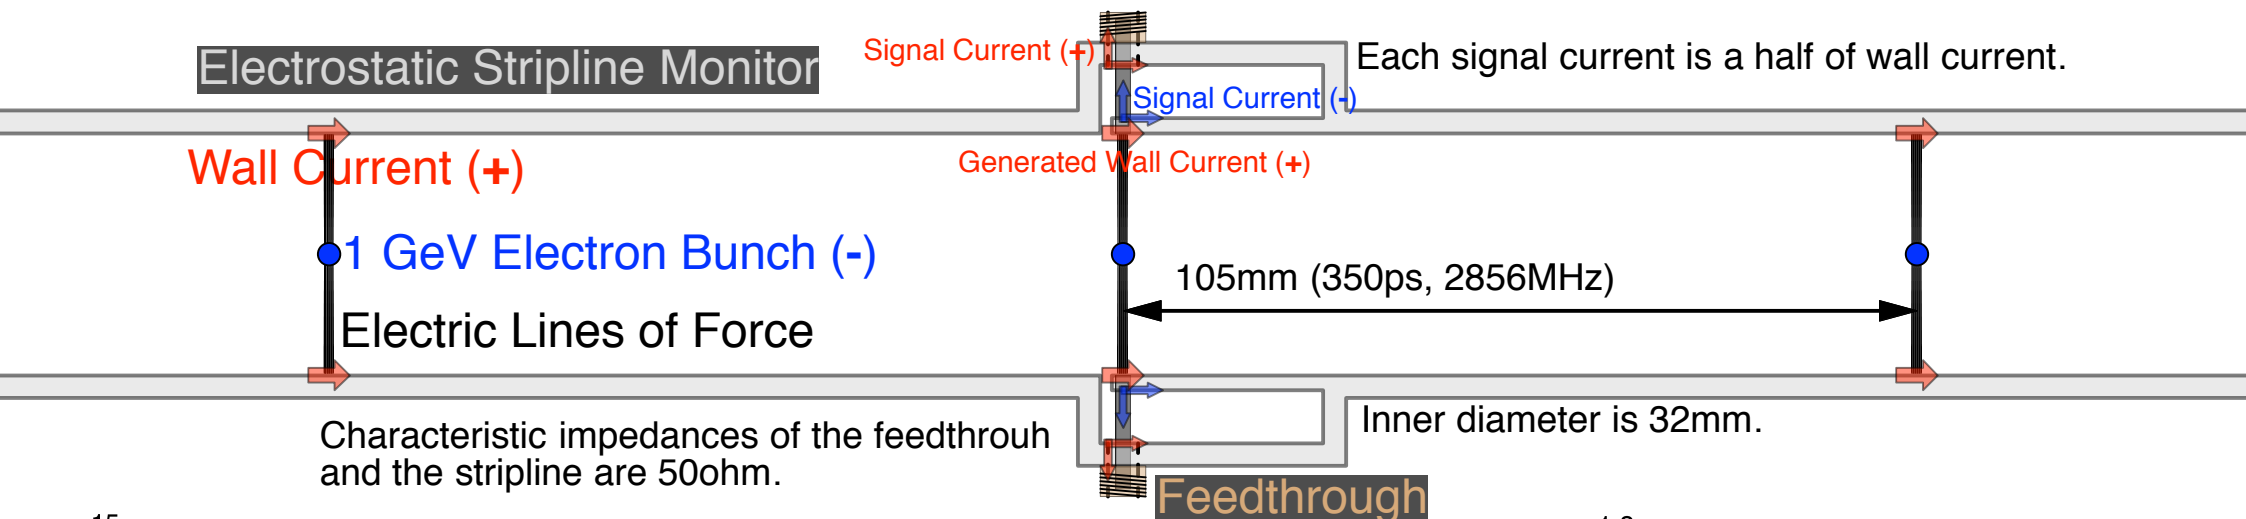 Electrostatic Stripline Monitor
Signal Current (+)
Each signal current is a half of wall current.
Signal Current (-)
Wall Current (+)
Generated Wall Current (+)
1 GeV Electron Bunch (-)
105mm (350ps, 2856MHz)
Electric Lines of Force
Characteristic impedances of the feedthrouh
and the stripline are 50ohm.
Inner diameter is 32mm.
Feedthrough